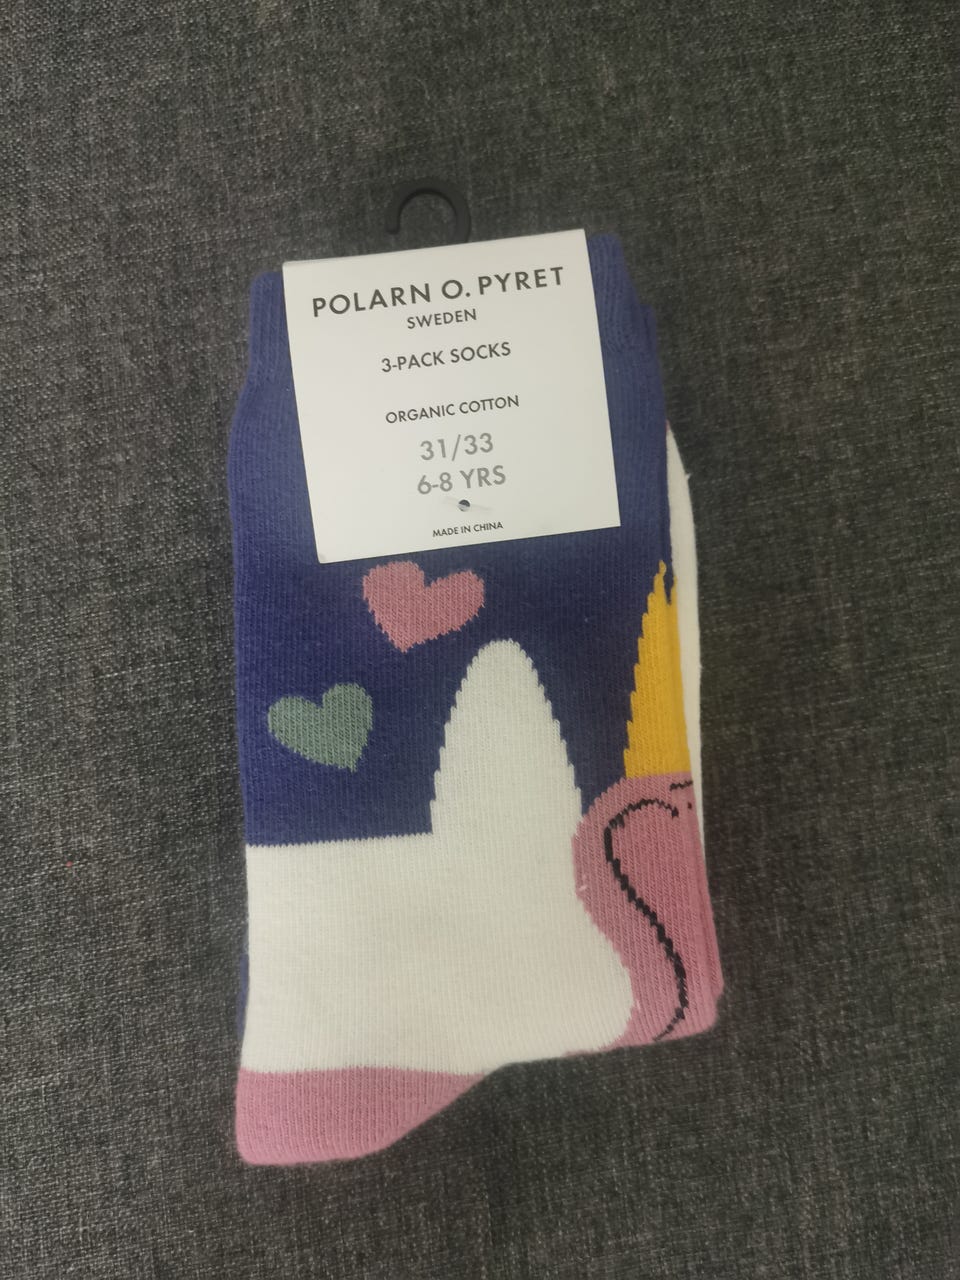 POLARN O. PYRET
SWEDEN
3-PACK SOCKS
ORGANIC COTTON
31/33
6-8 YRS
MADE IN CHINA